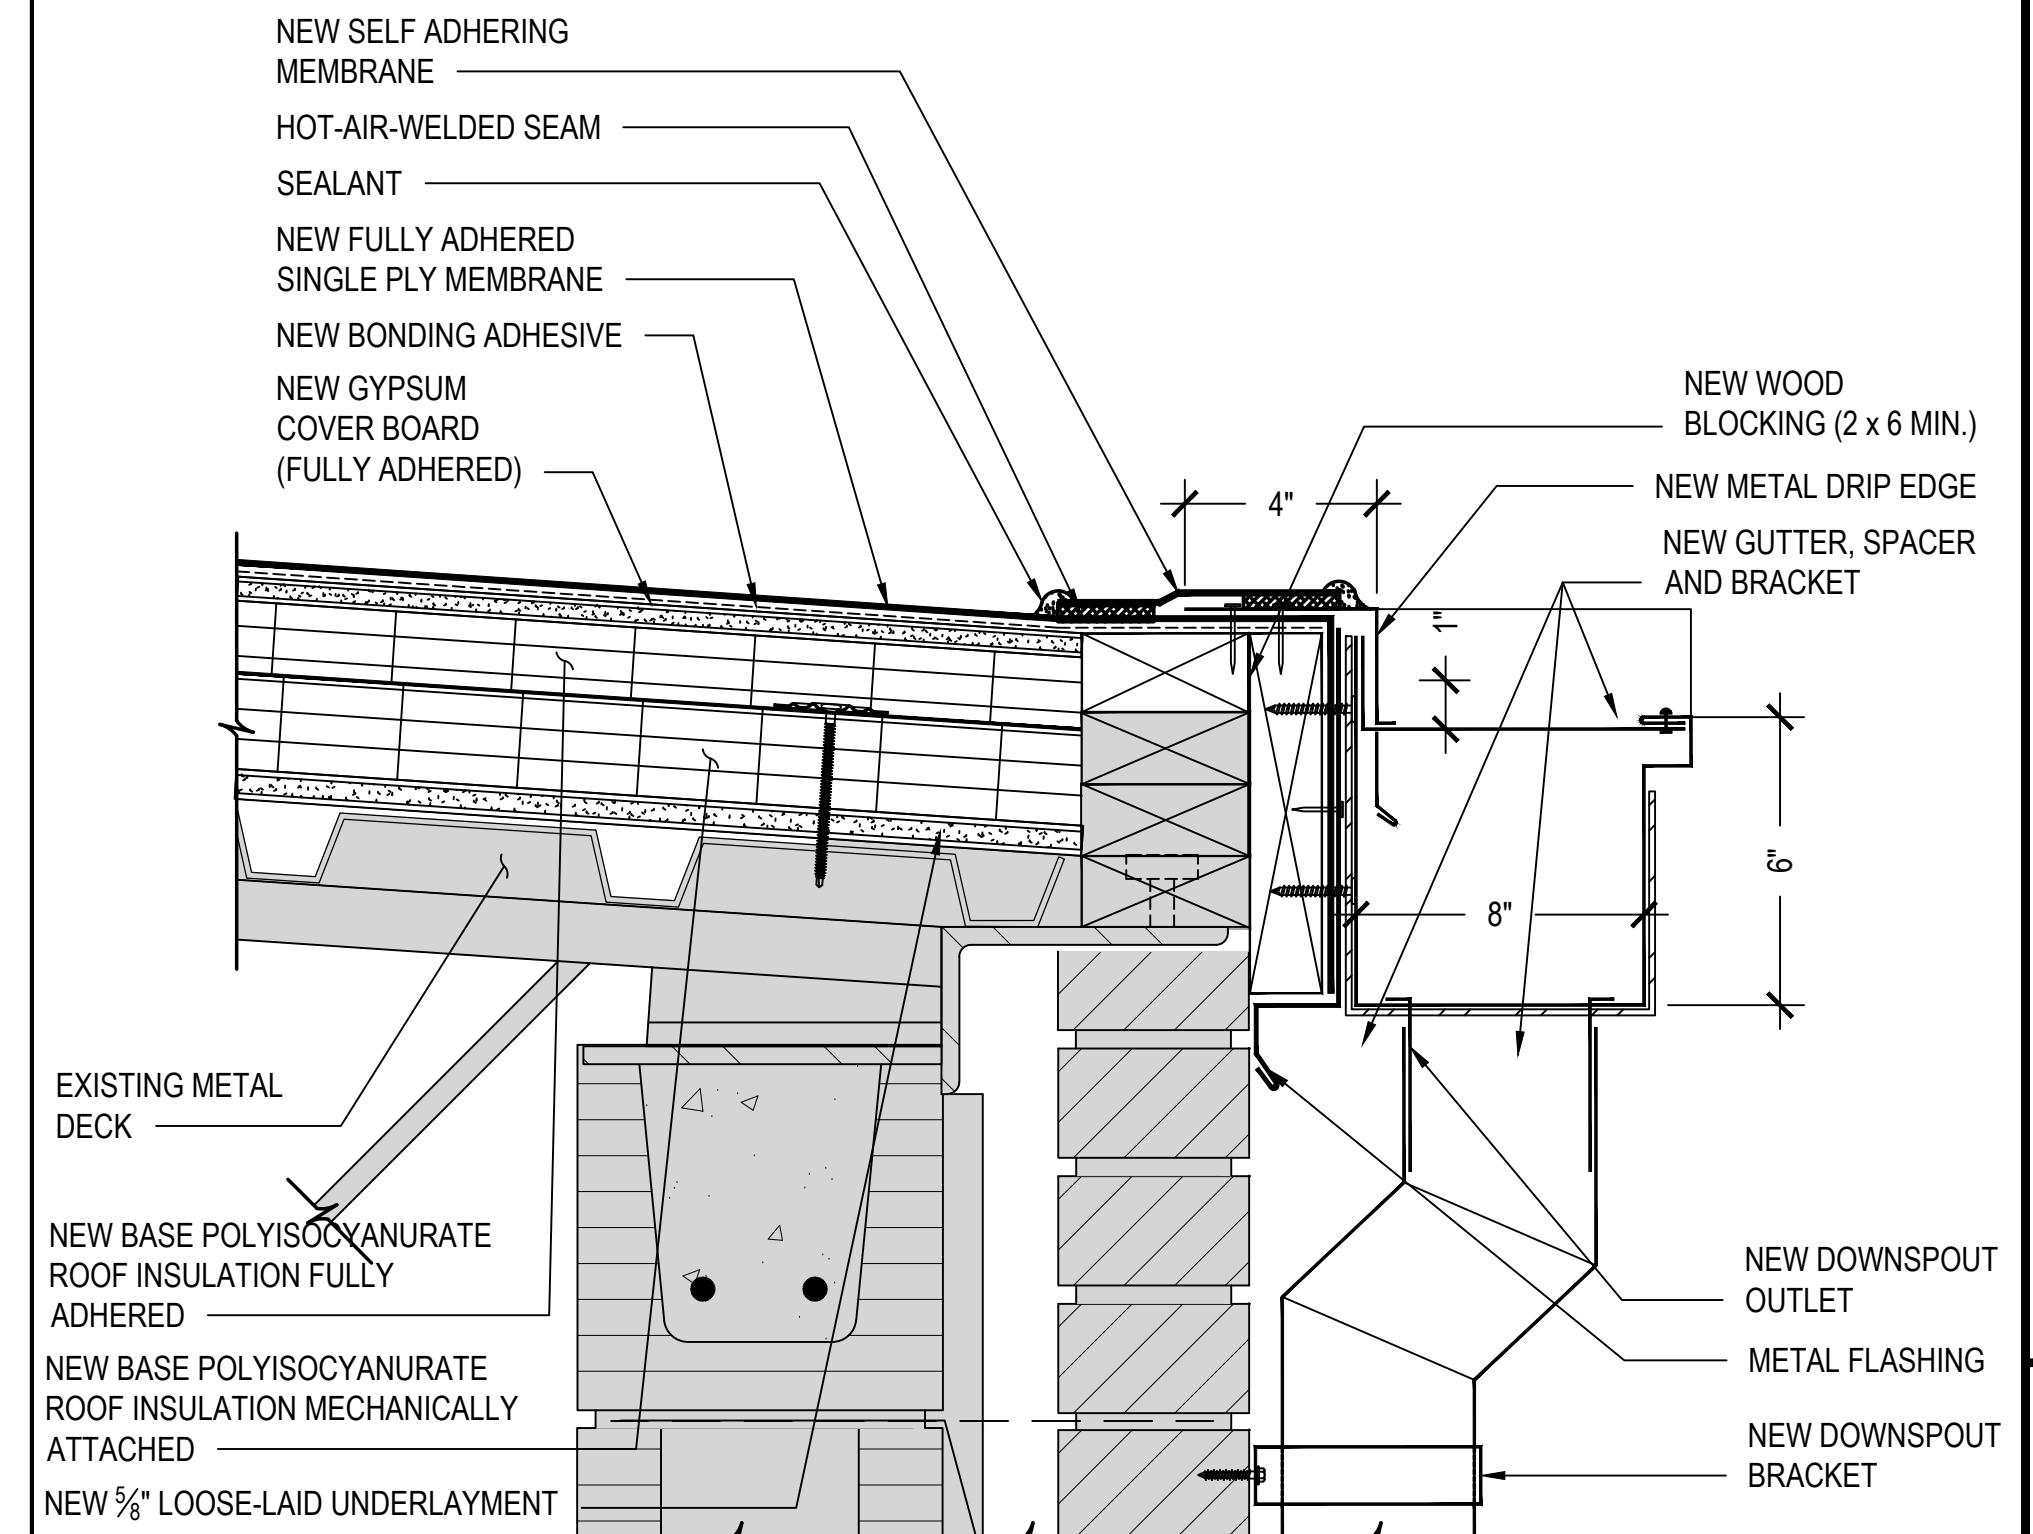 NEW SELF ADHERING
MEMBRANE
HOT-AIR-WELDED SEAM
SEALANT
NEW FULLY ADHERED
SINGLE PLY MEMBRANE
NEW BONDING ADHESIVE
NEW GYPSUM
COVER BOARD
(FULLY ADHERED)
NEW WOOD
BLOCKING (2 x 6 MIN.)
NEW METAL DRIP EDGE
NEW GUTTER, SPACER
AND BRACKET
4"
1"
6"
8"
EXISTING METAL
DECK
NEW BASE POLYISOCYANURATE
ROOF INSULATION FULLY
ADHERED
NEW BASE POLYISOCYANURATE
ROOF INSULATION MECHANICALLY
ATTACHED
NEW ⅝" LOOSE-LAID UNDERLAYMENT
NEW DOWNSPOUT
OUTLET
METAL FLASHING
NEW DOWNSPOUT
BRACKET